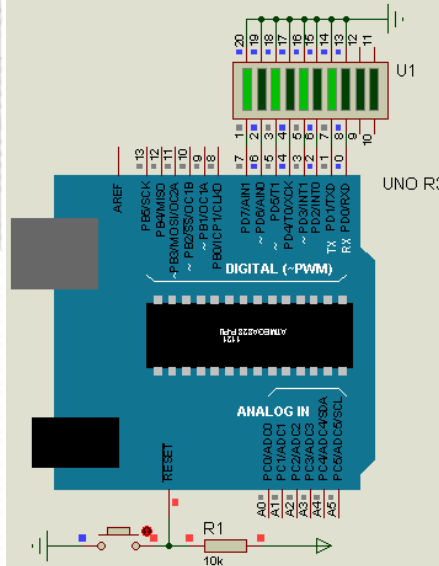 20 19 18 17 16 15 14 13 12 11
U1
1 2 3 4 5 6 7 8 9 10
13 12 11 10 9 8 7 6 5 4 3 2 1 0
UNO R3
AREF
PB5/SCK
PB4/MISO
~PB3/MOSI/OC2A
~PB2/SS/OC1B
~PB1/OC1A
PB0/ICP1/CLKO
PD7/AIN1
~PD6/AIN0
~PD5/T1
PD4/T0/XCK
~PD3/INT1
PD2/INT0
TX PD1/TXD
RX PD0/RXD
DIGITAL (~PWM)
1121
ANALOG IN
RESET
PC0/ADC0
PC1/ADC1
PC2/ADC2
PC3/ADC3
PC4/ADC4/SDA
PC5/ADC5/SCL
A0 A1 A2 A3 A4 A5
R1
10k